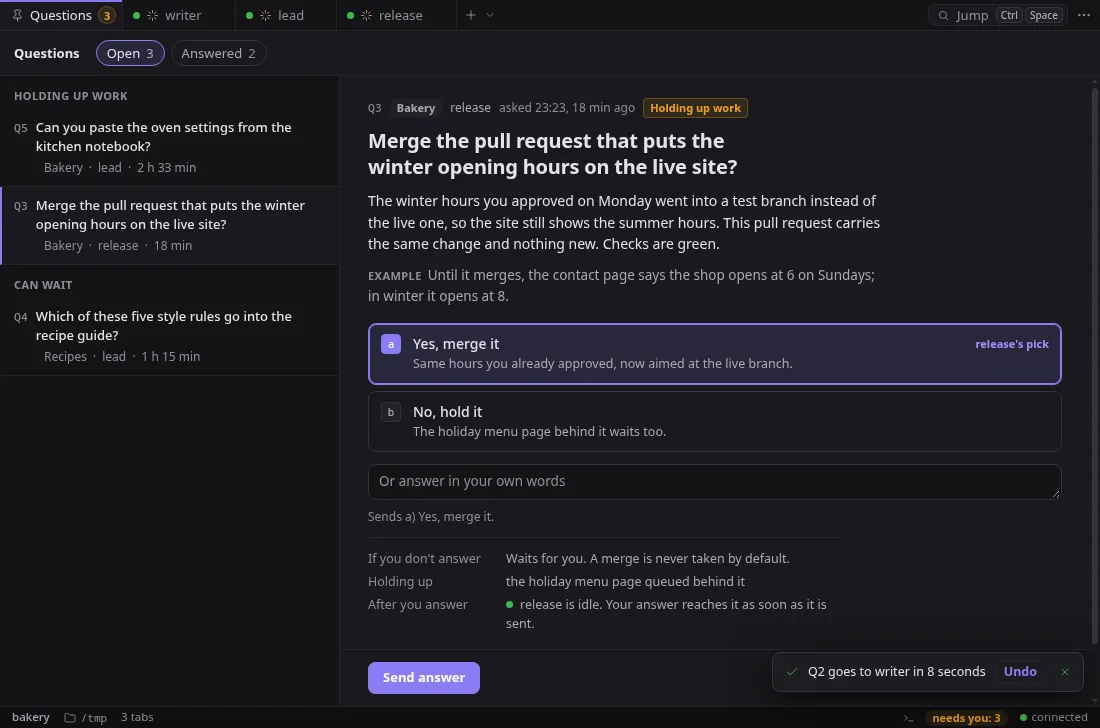 Questions 3 writer lead release Jump Ctrl Space
Questions Open 3 Answered 2
HOLDING UP WORK
Q5 Can you paste the oven settings from the
kitchen notebook?
Bakery · lead · 2 h 33 min
Q3 Merge the pull request that puts the winter
opening hours on the live site?
Bakery · release · 18 min
CAN WAIT
Q4 Which of these five style rules go into the
recipe guide?
Recipes · lead · 1 h 15 min
Q3 Bakery release asked 23:23, 18 min ago Holding up work
Merge the pull request that puts the
winter opening hours on the live site?
The winter hours you approved on Monday went into a test branch instead of
the live one, so the site still shows the summer hours. This pull request carries
the same change and nothing new. Checks are green.
EXAMPLE Until it merges, the contact page says the shop opens at 6 on Sundays;
in winter it opens at 8.
a Yes, merge it release's pick
Same hours you already approved, now aimed at the live branch.
b No, hold it
The holiday menu page behind it waits too.
Or answer in your own words
Sends a) Yes, merge it.
If you don't answer Waits for you. A merge is never taken by default.
Holding up the holiday menu page queued behind it
After you answer release is idle. Your answer reaches it as soon as it is
sent.
Send answer
Q2 goes to writer in 8 seconds Undo
bakery /tmp 3 tabs needs you: 3 connected